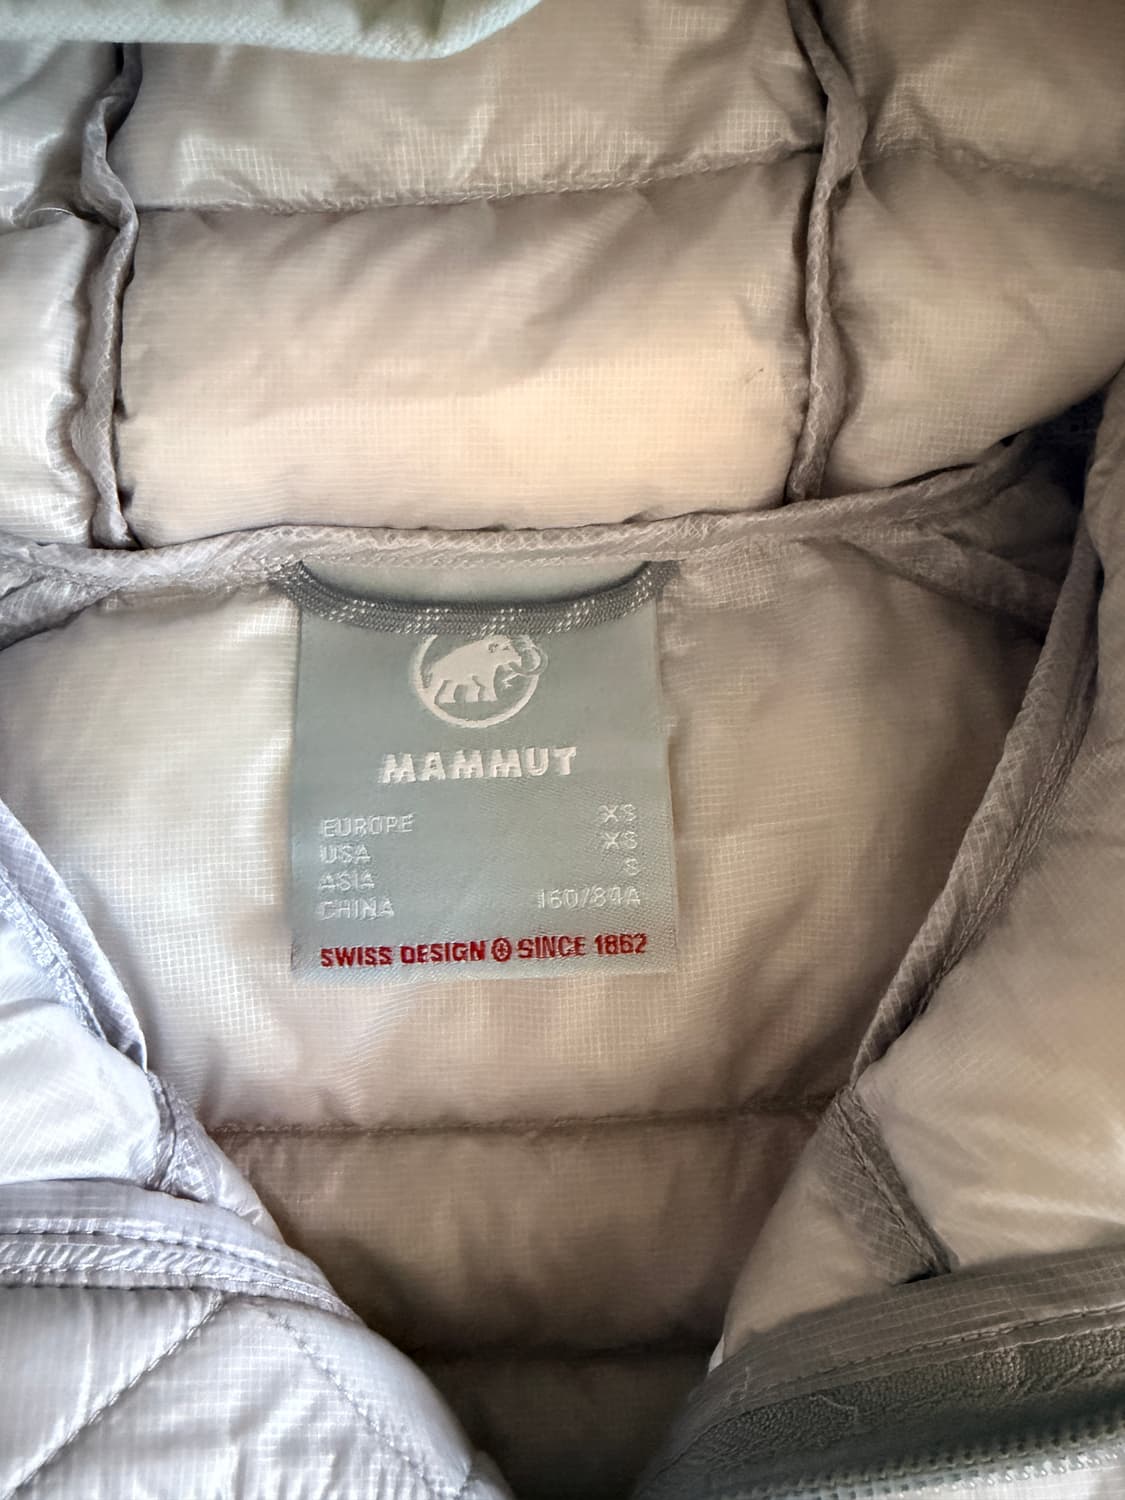 MAMMUT
EUROPE XS
USA XS
ASIA S
CHINA 160/84A
SWISS DESIGN SINCE 1862